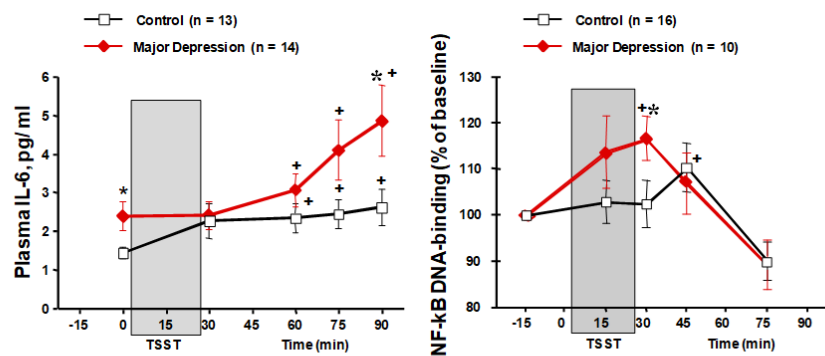 Control (n = 13)
Major Depression (n = 14)
Plasma IL-6, pg/ml
6
5
4
3
2
1
0
*
+
+
+
+
* +
+
-15 0 15 30 45 60 75 90
TSST Time (min)
Control (n = 16)
Major Depression (n = 10)
NF-kB DNA-binding (% of baseline)
130
120
110
100
90
80
+*
+
-15 0 15 30 45 60 75 90
TSST Time (min)